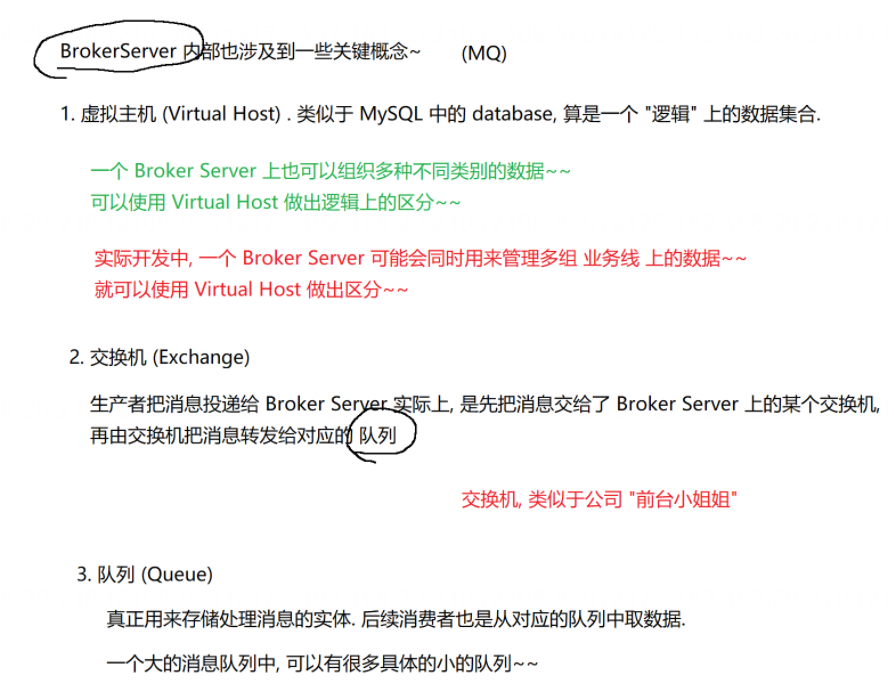 BrokerServer 内部也涉及到一些关键概念~ (MQ)
1. 虚拟主机 (Virtual Host) . 类似于 MySQL 中的 database, 算是一个 "逻辑" 上的数据集合.
一个 Broker Server 上也可以组织多种不同类别的数据~~
可以使用 Virtual Host 做出逻辑上的区分~~
实际开发中, 一个 Broker Server 可能会同时用来管理多组 业务线 上的数据~~
就可以使用 Virtual Host 做出区分~~
2. 交换机 (Exchange)
生产者把消息投递给 Broker Server 实际上, 是先把消息交给了 Broker Server 上的某个交换机,
再由交换机把消息转发给对应的 队列
交换机, 类似于公司 "前台小姐姐"
3. 队列 (Queue)
真正用来存储处理消息的实体. 后续消费者也是从对应的队列中取数据.
一个大的消息队列中, 可以有很多具体的小的队列~~